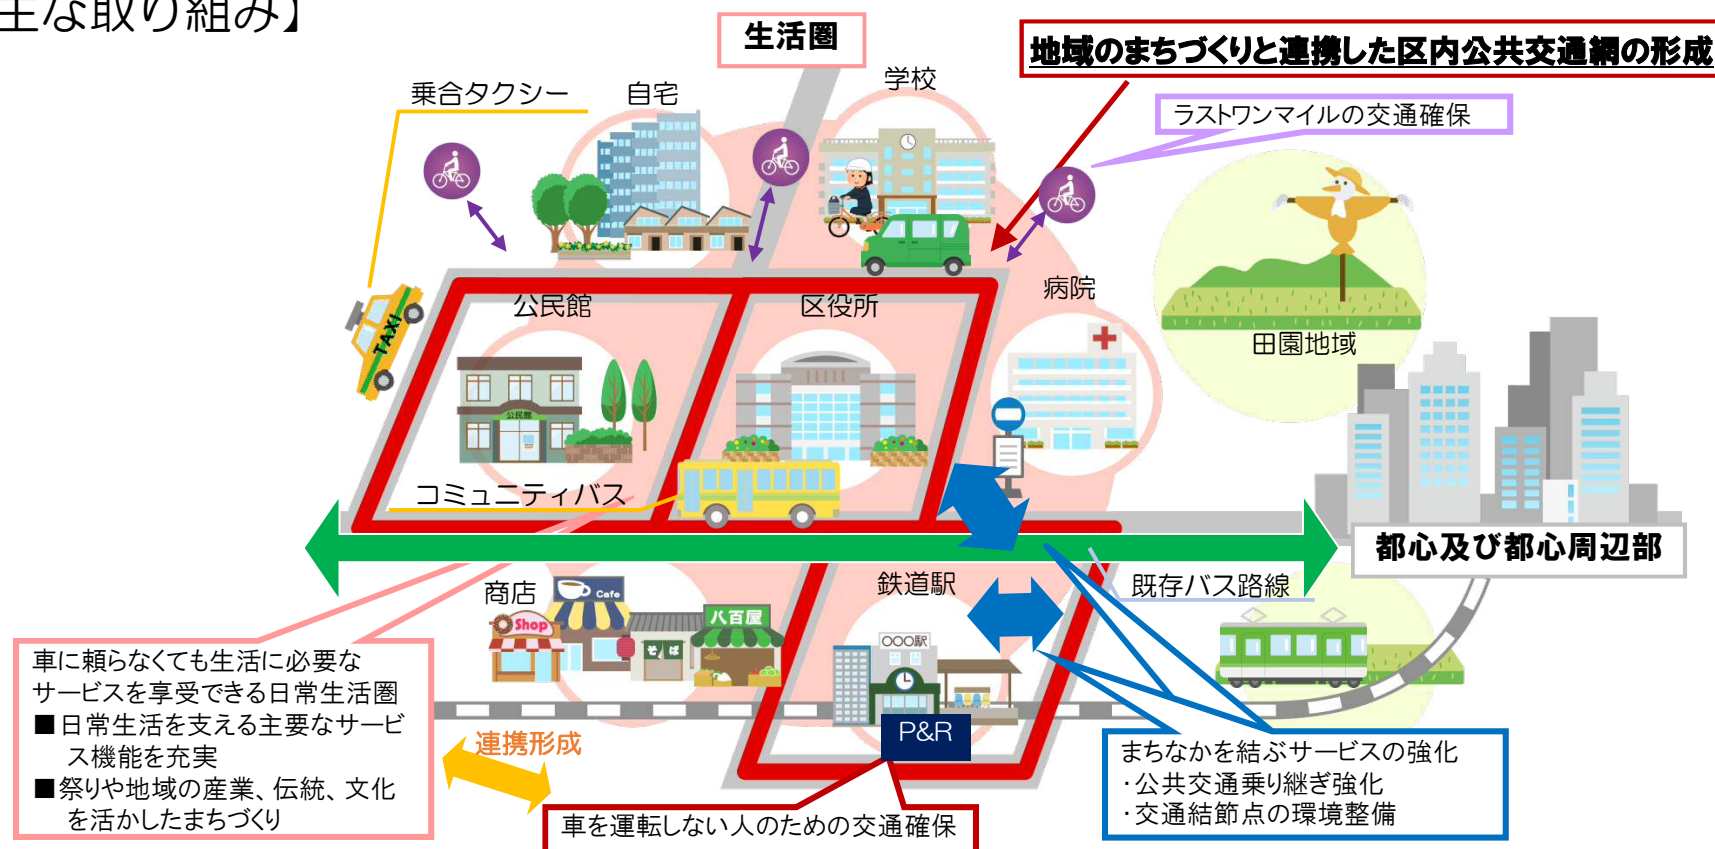 主な取り組み】
生活圏
地域のまちづくりと連携した区内公共交通網の形成
乗合タクシー
自宅
学校
ラストワンマイルの交通確保
公民館
区役所
病院
田園地域
TAXI
公民館
コミュニティバス
都心及び都心周辺部
商店
鉄道駅
既存バス路線
Cafe
Shop
八百屋
そば
〇〇〇駅
車に頼らなくても生活に必要な
サービスを享受できる日常生活圏
■日常生活を支える主要なサービ
ス機能を充実
■祭りや地域の産業、伝統、文化
を活かしたまちづくり
連携形成
P&R
まちなかを結ぶサービスの強化
・公共交通乗り継ぎ強化
・交通結節点の環境整備
車を運転しない人のための交通確保